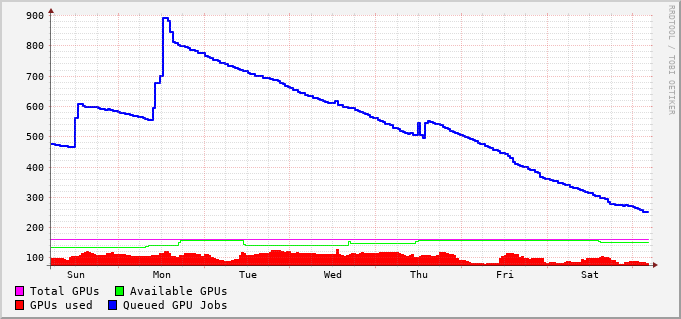 900
800
700
600
500
400
300
200
100
Sun Mon Tue Wed Thu Fri Sat
Total GPUs Available GPUs
GPUs used Queued GPU Jobs
RRDTOOL / TOBI OETIKER